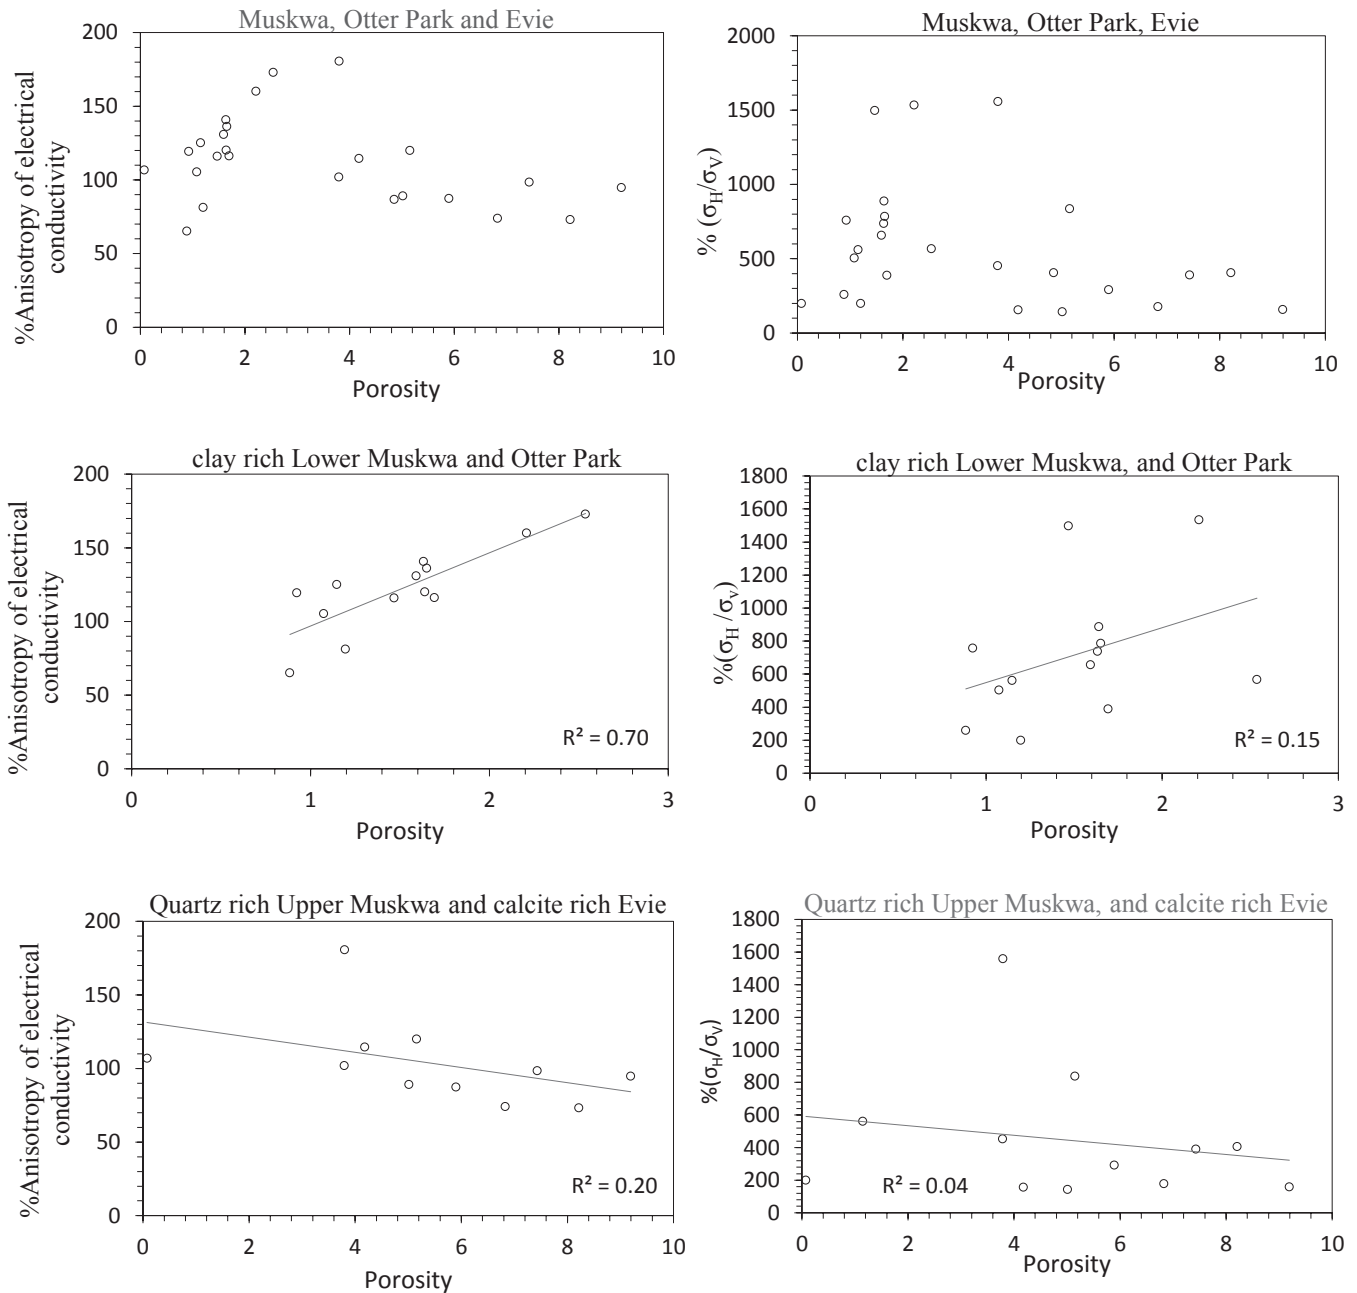 Muskwa, Otter Park and Evie
%Anisotropy of electrical
conductivity
200
150
100
50
0
0 2 4 6 8 10
Porosity
Muskwa, Otter Park, Evie
% (σH/σV)
2000
1500
1000
500
0
0 2 4 6 8 10
Porosity
clay rich Lower Muskwa and Otter Park
%Anisotropy of electrical
conductivity
200
150
100
50
0
R² = 0.70
0 1 2 3
Porosity
clay rich Lower Muskwa, and Otter Park
%(σH /σv)
1800
1600
1400
1200
1000
800
600
400
200
0
R² = 0.15
0 1 2 3
Porosity
Quartz rich Upper Muskwa and calcite rich Evie
%Anisotropy of electrical
conductivity
200
150
100
50
0
R² = 0.20
0 2 4 6 8 10
Porosity
Quartz rich Upper Muskwa, and calcite rich Evie
%(σH/σV)
1800
1600
1400
1200
1000
800
600
400
200
0
R² = 0.04
0 2 4 6 8 10
Porosity